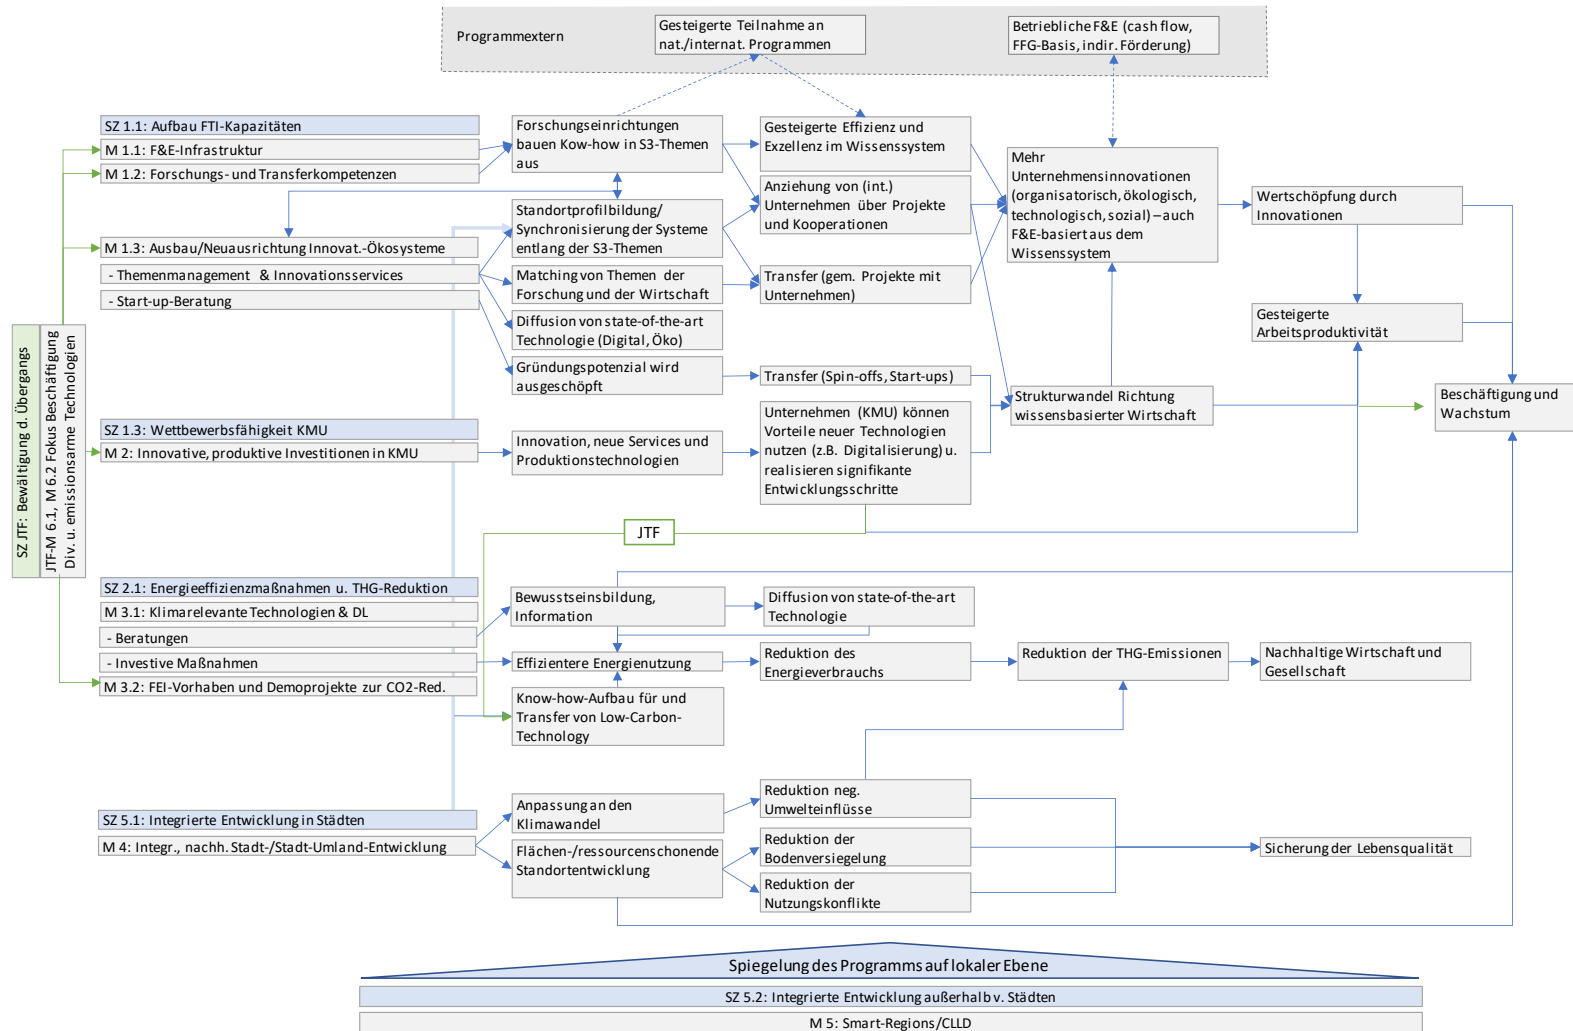 Programmextern
Gesteigerte Teilnahme an
nat./internat. Programmen
Betriebliche F&E (cash flow,
FFG-Basis, indir. Förderung)
SZ 1.1: Aufbau FTI-Kapazitäten
M 1.1: F&E-Infrastruktur
M 1.2: Forschungs- und Transferkompetenzen
M 1.3: Ausbau/Neuausrichtung Innovat.-Ökosysteme
- Themenmanagement & Innovationsservices
- Start-up-Beratung
SZ JTF: Bewältigung d. Übergangs
JTF-M 6.1, M 6.2 Fokus Beschäftigung
Div. u. emissionsarme Technologien
SZ 1.3: Wettbewerbsfähigkeit KMU
M 2: Innovative, produktive Investitionen in KMU
SZ 2.1: Energieeffizienzmaßnahmen u. THG-Reduktion
M 3.1: Klimarelevante Technologien & DL
- Beratungen
- Investive Maßnahmen
M 3.2: FEI-Vorhaben und Demoprojekte zur CO2-Red.
SZ 5.1: Integrierte Entwicklung in Städten
M 4: Integr., nachh. Stadt-/Stadt-Umland-Entwicklung
Forschungseinrichtungen
bauen Kow-how in S3-Themen
aus
Standortprofilbildung/
Synchronisierung der Systeme
entlang der S3-Themen
Matching von Themen der
Forschung und der Wirtschaft
Diffusion von state-of-the-art
Technologie (Digital, Öko)
Gründungspotenzial wird
ausgeschöpft
Innovation, neue Services und
Produktionstechnologien
JTF
Bewusstseinsbildung,
Information
Effizientere Energienutzung
Know-how-Aufbau für und
Transfer von Low-Carbon-
Technology
Anpassung an den
Klimawandel
Flächen-/ressourcenschonende
Standortentwicklung
Gesteigerte Effizienz und
Exzellenz im Wissenssystem
Anziehung von (int.)
Unternehmen über Projekte
und Kooperationen
Transfer (gem. Projekte mit
Unternehmen)
Transfer (Spin-offs, Start-ups)
Unternehmen (KMU) können
Vorteile neuer Technologien
nutzen (z.B. Digitalisierung) u.
realisieren signifikante
Entwicklungsschritte
Diffusion von state-of-the-art
Technologie
Reduktion des
Energieverbrauchs
Reduktion neg.
Umwelteinflüsse
Reduktion der
Bodenversiegelung
Reduktion der
Nutzungskonflikte
Mehr
Unternehmensinnovationen
(organisatorisch, ökologisch,
technologisch, sozial) – auch
F&E-basiert aus dem
Wissenssystem
Strukturwandel Richtung
wissensbasierter Wirtschaft
Reduktion der THG-Emissionen
Wertschöpfung durch
Innovationen
Gesteigerte
Arbeitsproduktivität
Beschäftigung und
Wachstum
Nachhaltige Wirtschaft und
Gesellschaft
Sicherung der Lebensqualität
Spiegelung des Programms auf lokaler Ebene
SZ 5.2: Integrierte Entwicklung außerhalb v. Städten
M 5: Smart-Regions/CLLD